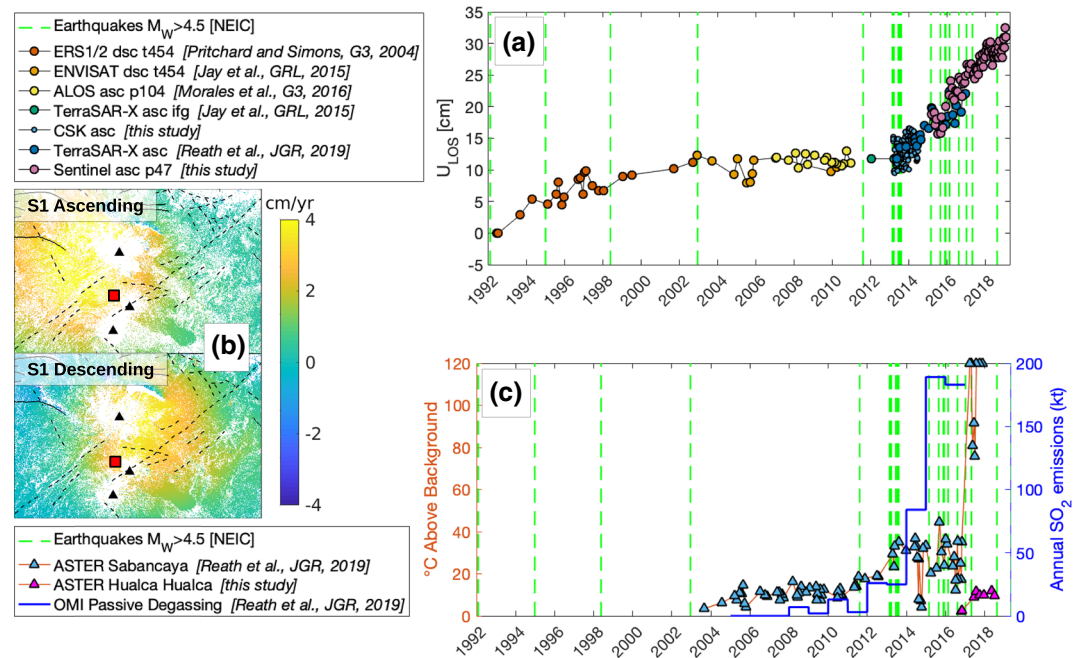 Earthquakes MW>4.5 [NEIC]
ERS1/2 dsc t454 [Pritchard and Simons, G3, 2004]
ENVISAT dsc t454 [Jay et al., GRL, 2015]
ALOS asc p104 [Morales et al., G3, 2016]
TerraSAR-X asc ifg [Jay et al., GRL, 2015]
CSK asc [this study]
TerraSAR-X asc [Reath et al., JGR, 2019]
Sentinel asc p47 [this study]
(a)
ULOS [cm]
35
30
25
20
15
10
5
0
-5
1992 1994 1996 1998 2000 2002 2004 2006 2008 2010 2012 2014 2016 2018
S1 Ascending
S1 Descending
(b)
cm/yr
4
2
0
-2
-4
Earthquakes MW>4.5 [NEIC]
ASTER Sabancaya [Reath et al., JGR, 2019]
ASTER Hualca Hualca [this study]
OMI Passive Degassing [Reath et al., JGR, 2019]
(c)
°C Above Background
120
100
80
60
40
20
0
Annual SO2 emissions (kt)
200
150
100
50
0
1992 1994 1996 1998 2000 2002 2004 2006 2008 2010 2012 2014 2016 2018